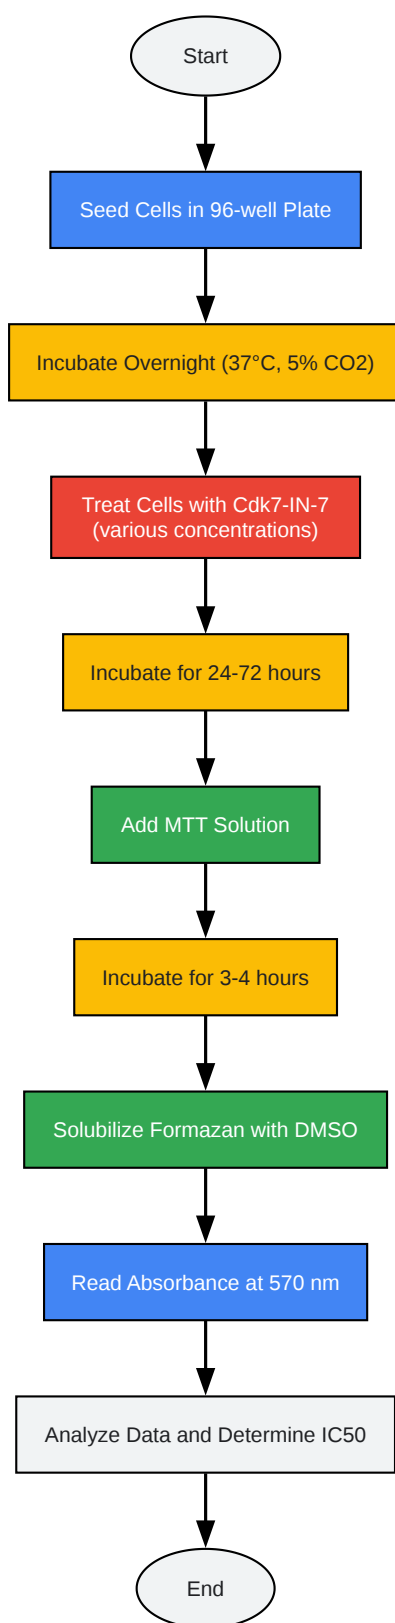 Start
Seed Cells in 96-well Plate
Incubate Overnight (37°C, 5% CO2)
Treat Cells with Cdk7-IN-7
(various concentrations)
Incubate for 24-72 hours
Add MTT Solution
Incubate for 3-4 hours
Solubilize Formazan with DMSO
Read Absorbance at 570 nm
Analyze Data and Determine IC50
End